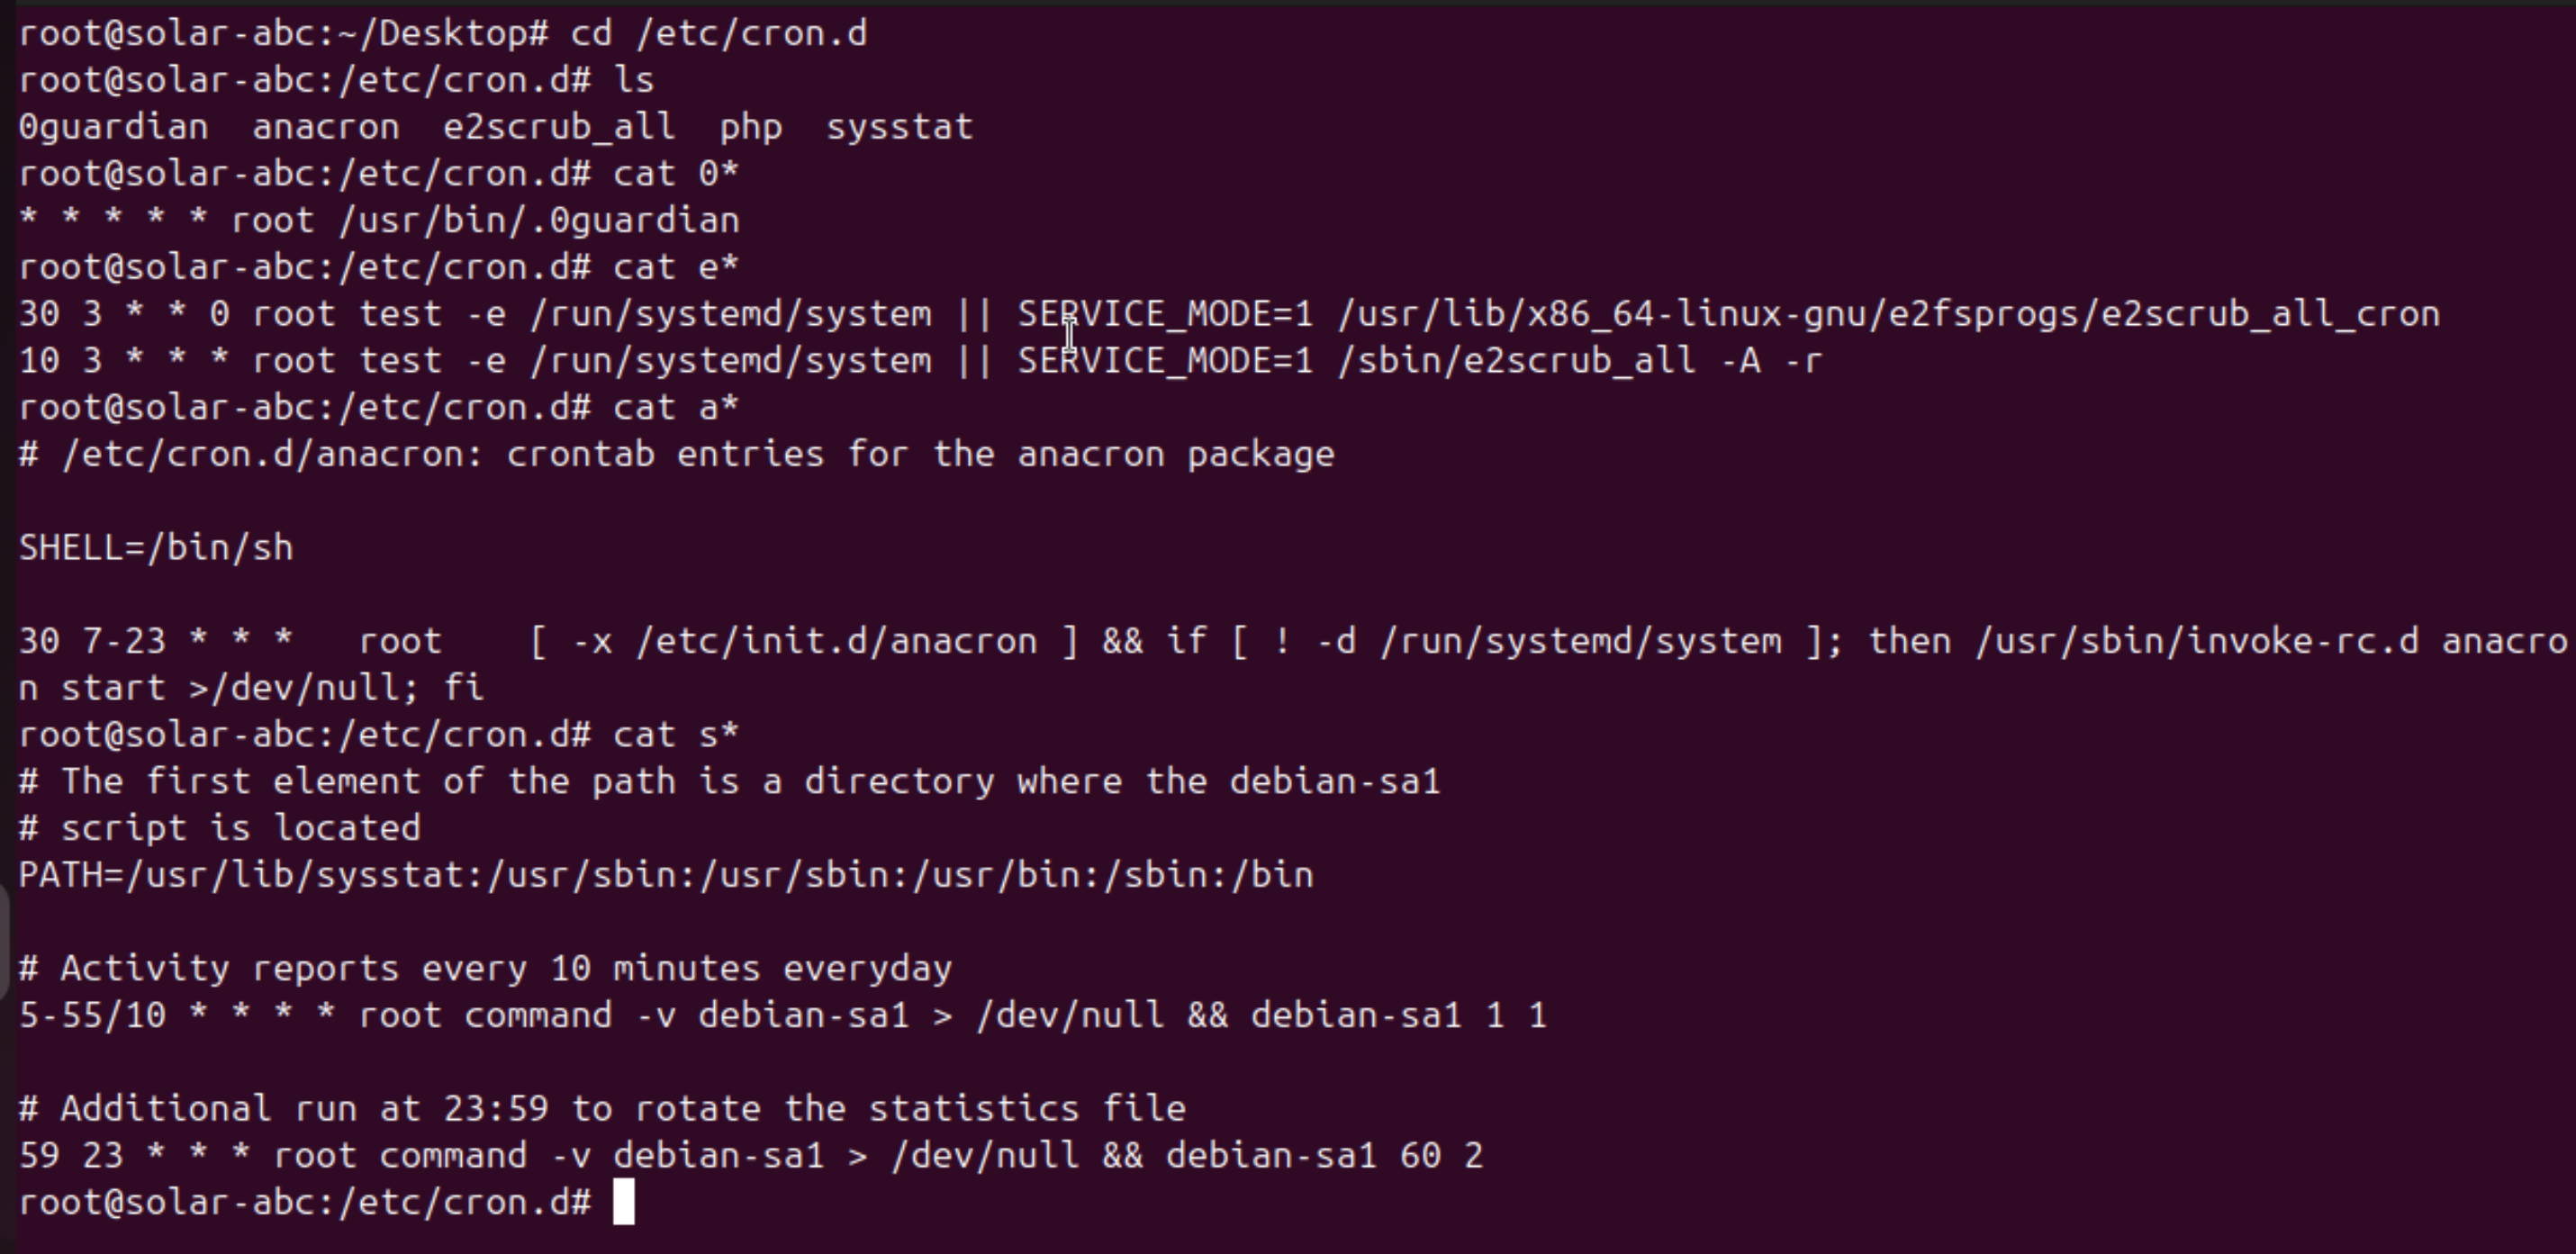 root@solar-abc:~/Desktop# cd /etc/cron.d
root@solar-abc:/etc/cron.d# ls
0guardian  anacron  e2scrub_all  php  sysstat
root@solar-abc:/etc/cron.d# cat 0*
* * * * * root /usr/bin/.0guardian
root@solar-abc:/etc/cron.d# cat e*
30 3 * * 0 root test -e /run/systemd/system || SERVICE_MODE=1 /usr/lib/x86_64-linux-gnu/e2fsprogs/e2scrub_all_cron
10 3 * * * root test -e /run/systemd/system || SERVICE_MODE=1 /sbin/e2scrub_all -A -r
root@solar-abc:/etc/cron.d# cat a*
# /etc/cron.d/anacron: crontab entries for the anacron package

SHELL=/bin/sh

30 7-23 * * *   root    [ -x /etc/init.d/anacron ] && if [ ! -d /run/systemd/system ]; then /usr/sbin/invoke-rc.d anacro
n start >/dev/null; fi
root@solar-abc:/etc/cron.d# cat s*
# The first element of the path is a directory where the debian-sa1
# script is located
PATH=/usr/lib/sysstat:/usr/sbin:/usr/sbin:/usr/bin:/sbin:/bin

# Activity reports every 10 minutes everyday
5-55/10 * * * * root command -v debian-sa1 > /dev/null && debian-sa1 1 1

# Additional run at 23:59 to rotate the statistics file
59 23 * * * root command -v debian-sa1 > /dev/null && debian-sa1 60 2
root@solar-abc:/etc/cron.d#